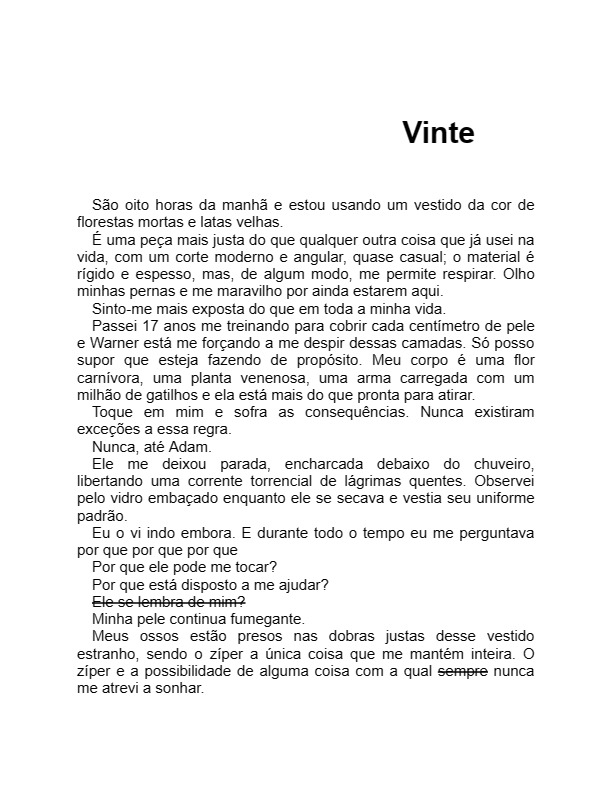 Vinte
São oito horas da manhã e estou usando um vestido da cor de
florestas mortas e latas velhas.
É uma peça mais justa do que qualquer outra coisa que já usei na
vida, com um corte moderno e angular, quase casual; o material é
rígido e espesso, mas, de algum modo, me permite respirar. Olho
minhas pernas e me maravilho por ainda estarem aqui.
Sinto-me mais exposta do que em toda a minha vida.
Passei 17 anos me treinando para cobrir cada centímetro de pele
e Warner está me forçando a me despir dessas camadas. Só posso
supor que esteja fazendo de propósito. Meu corpo é uma flor
carnívora, uma planta venenosa, uma arma carregada com um
milhão de gatilhos e ela está mais do que pronta para atirar.
Toque em mim e sofra as consequências. Nunca existiram
exceções a essa regra.
Nunca, até Adam.
Ele me deixou parada, encharcada debaixo do chuveiro,
libertando uma corrente torrencial de lágrimas quentes. Observei
pelo vidro embaçado enquanto ele se secava e vestia seu uniforme
padrão.
Eu o vi indo embora. E durante todo o tempo eu me perguntava
por que por que por que
Por que ele pode me tocar?
Por que está disposto a me ajudar?
Ele se lembra de mim?
Minha pele continua fumegante.
Meus ossos estão presos nas dobras justas desse vestido
estranho, sendo o zíper a única coisa que me mantém inteira. O
zíper e a possibilidade de alguma coisa com a qual sempre nunca
me atrevi a sonhar.